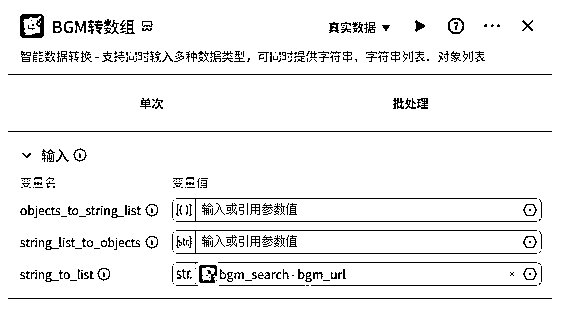 BGM转数组 真实数据
智能数据转换 - 支持同时输入多种数据类型，可同时提供字符串、字符串列表、对象列表
单次 批处理
输入
变量名 变量值
objects_to_string_list [{}] 输入或引用参数值
string_list_to_objects [str] 输入或引用参数值
string_to_list str. bgm_search - bgm_url